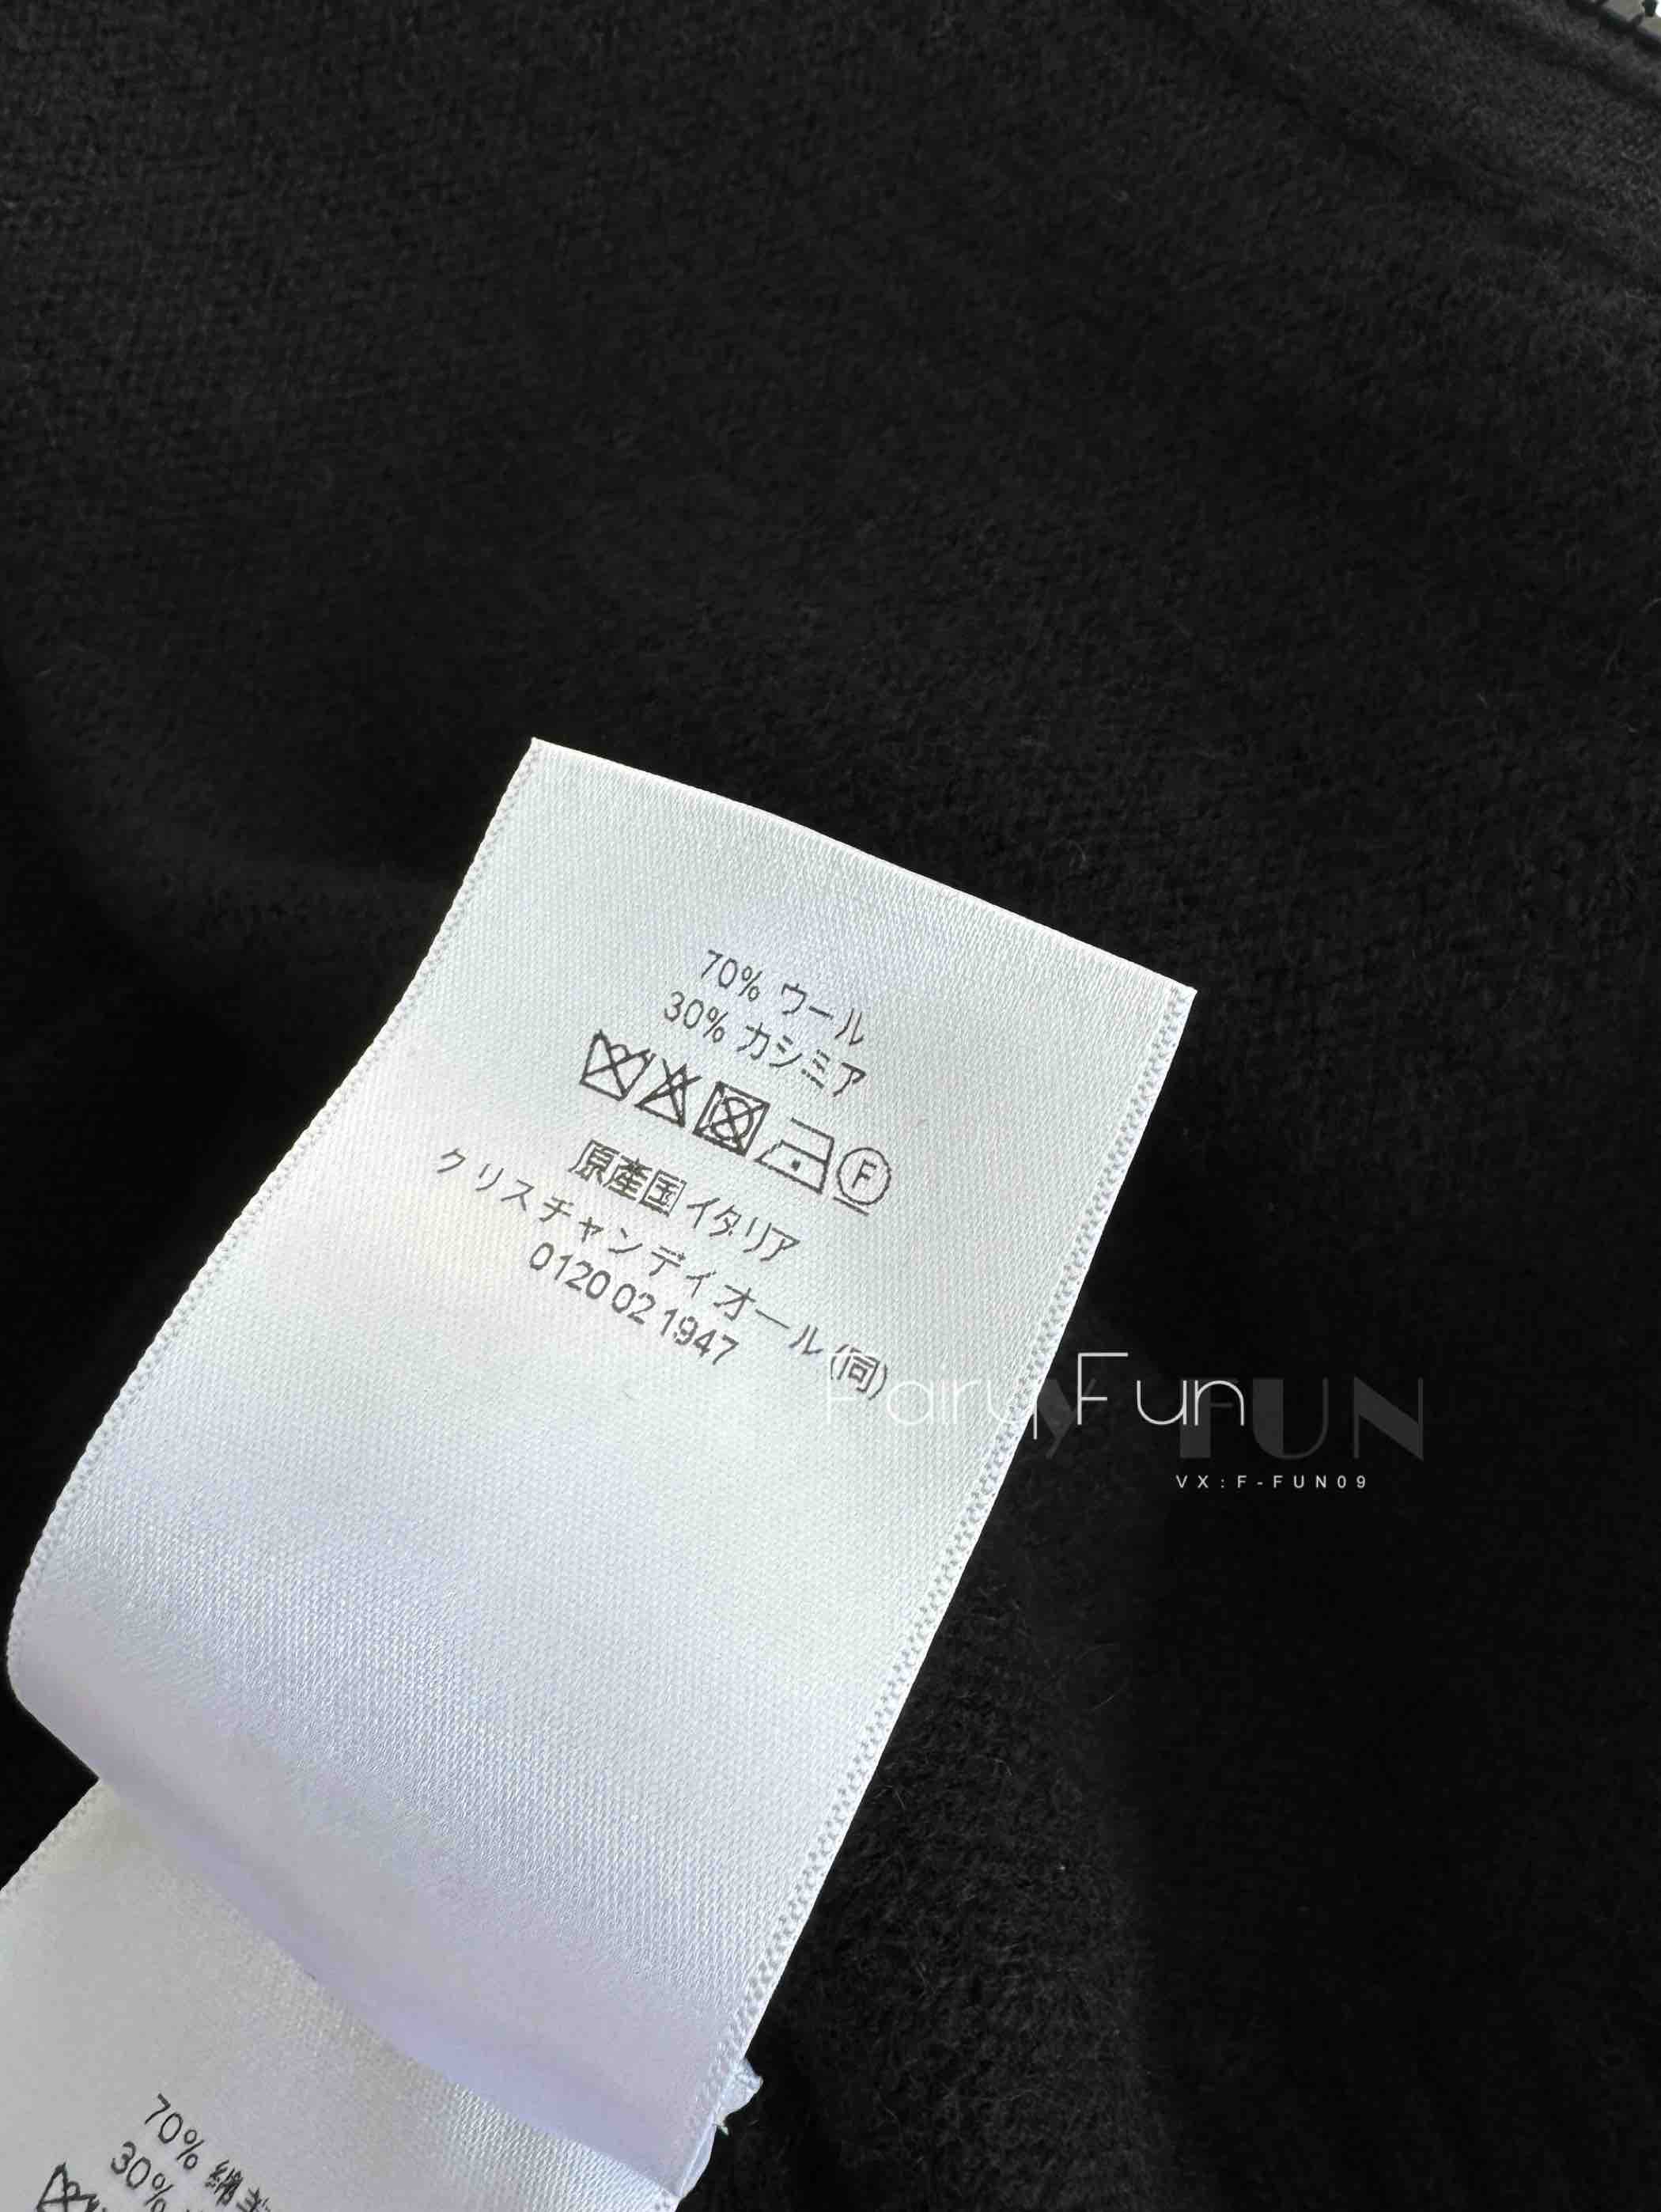 70% ウール
30% カシミア
F
原産国 イタリア
クリスチャンディオール (同)
0120 02 1947
Fairy Fun
FUN
VX:F-FUN09
70% 綿羊
30%